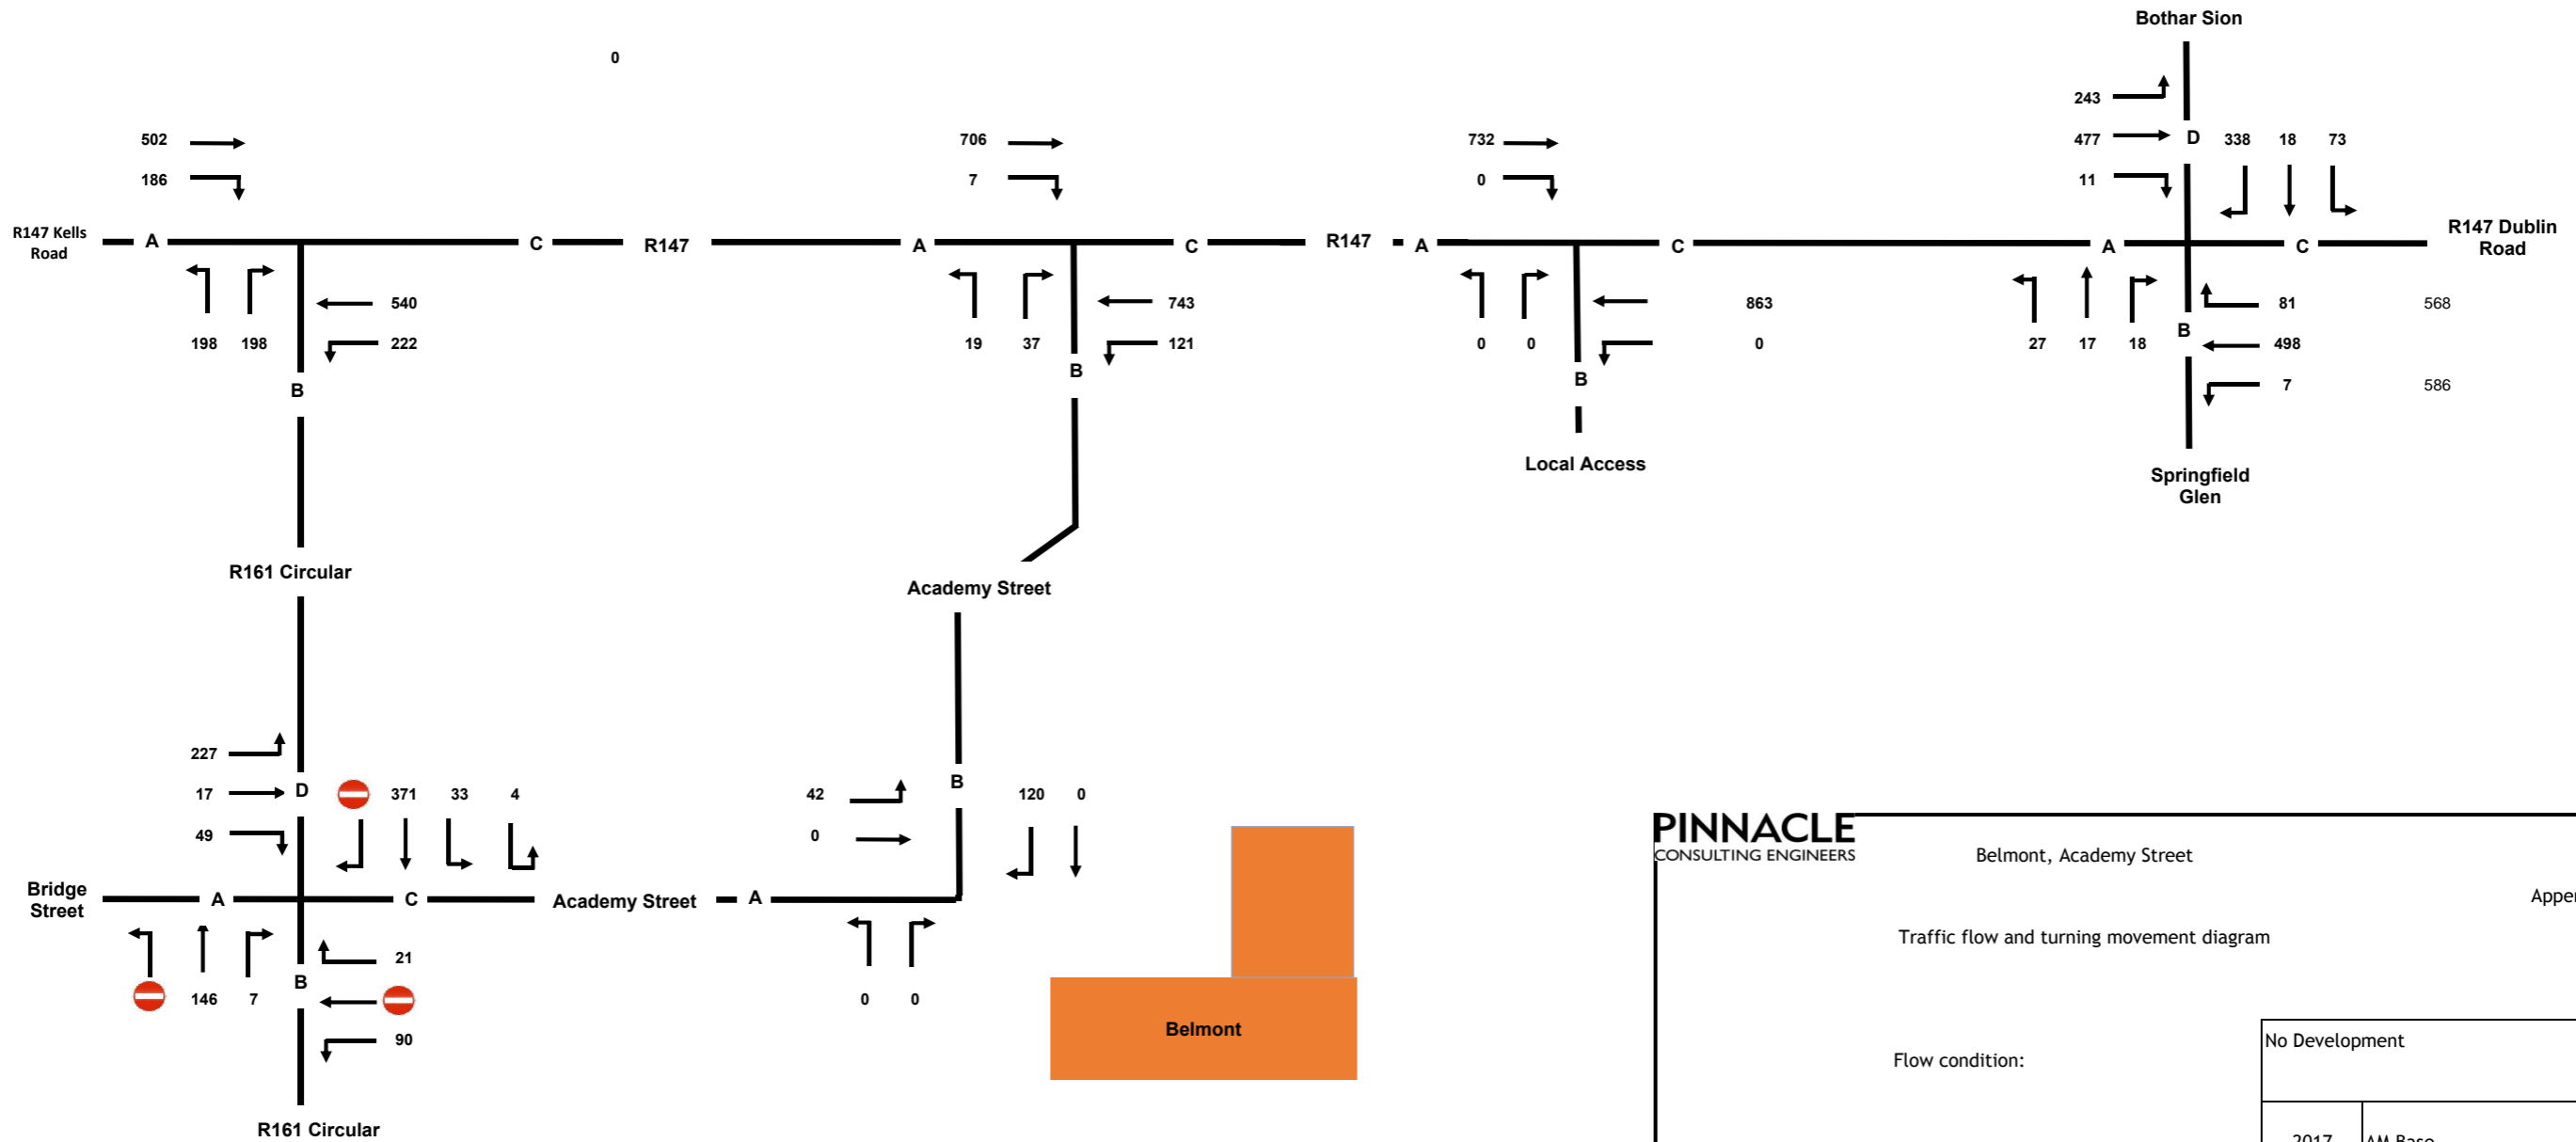 Bothar Sion
0
243
502
706
732
477
D
338
18
73
186
7
0
11
R147 Kells
Road
A
C
R147
A
C
R147
A
C
A
C
R147 Dublin
Road
540
743
863
81
568
198
198
222
19
37
121
0
0
0
27
17
18
B
498
B
B
B
7
586
Local Access
Springfield
Glen
R161 Circular
Academy Street
227
17
D
371
33
4
42
B
120
0
49
0
PINNACLE
CONSULTING ENGINEERS
Belmont, Academy Street
Bridge
Street
A
C
Academy Street
A
Traffic flow and turning movement diagram
21
146
7
B
0
0
90
Belmont
Flow condition:
No Development
R161 Circular
2017
AM Base